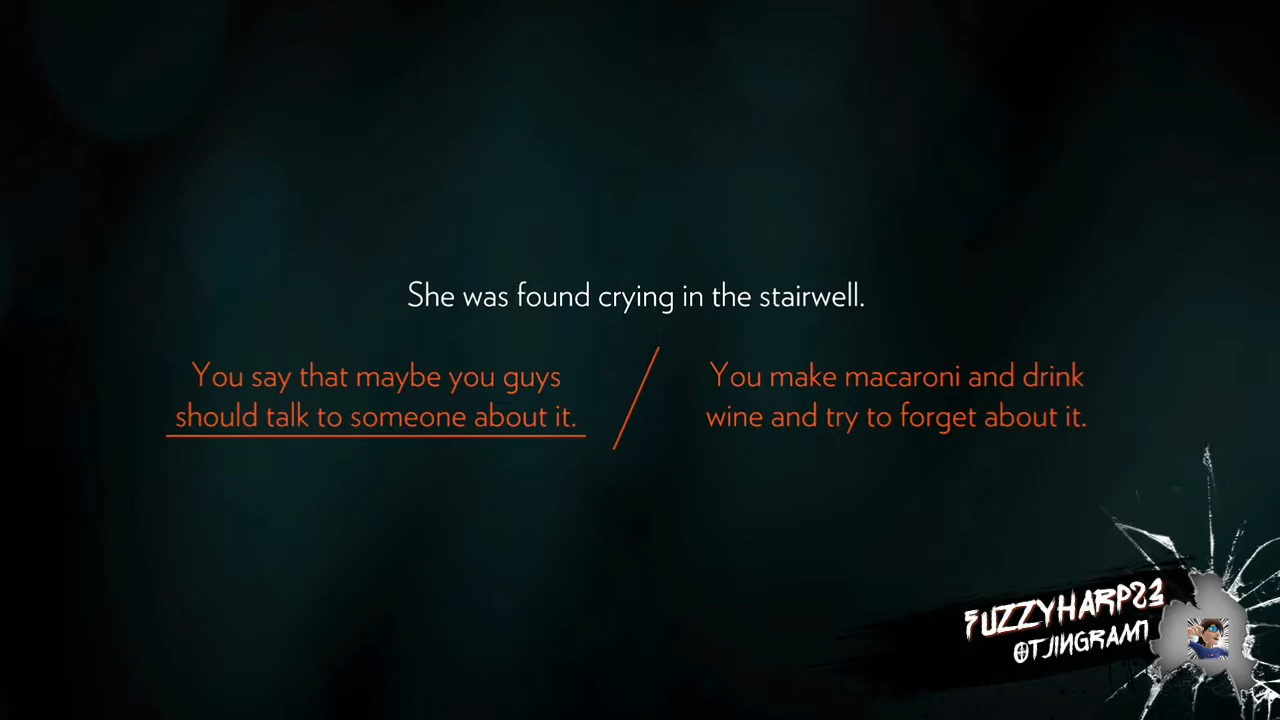 She was found crying in the stairwell.
You say that maybe you guys
should talk to someone about it.
You make macaroni and drink
wine and try to forget about it.
FUZZYHARP23
@TJINGRAM1